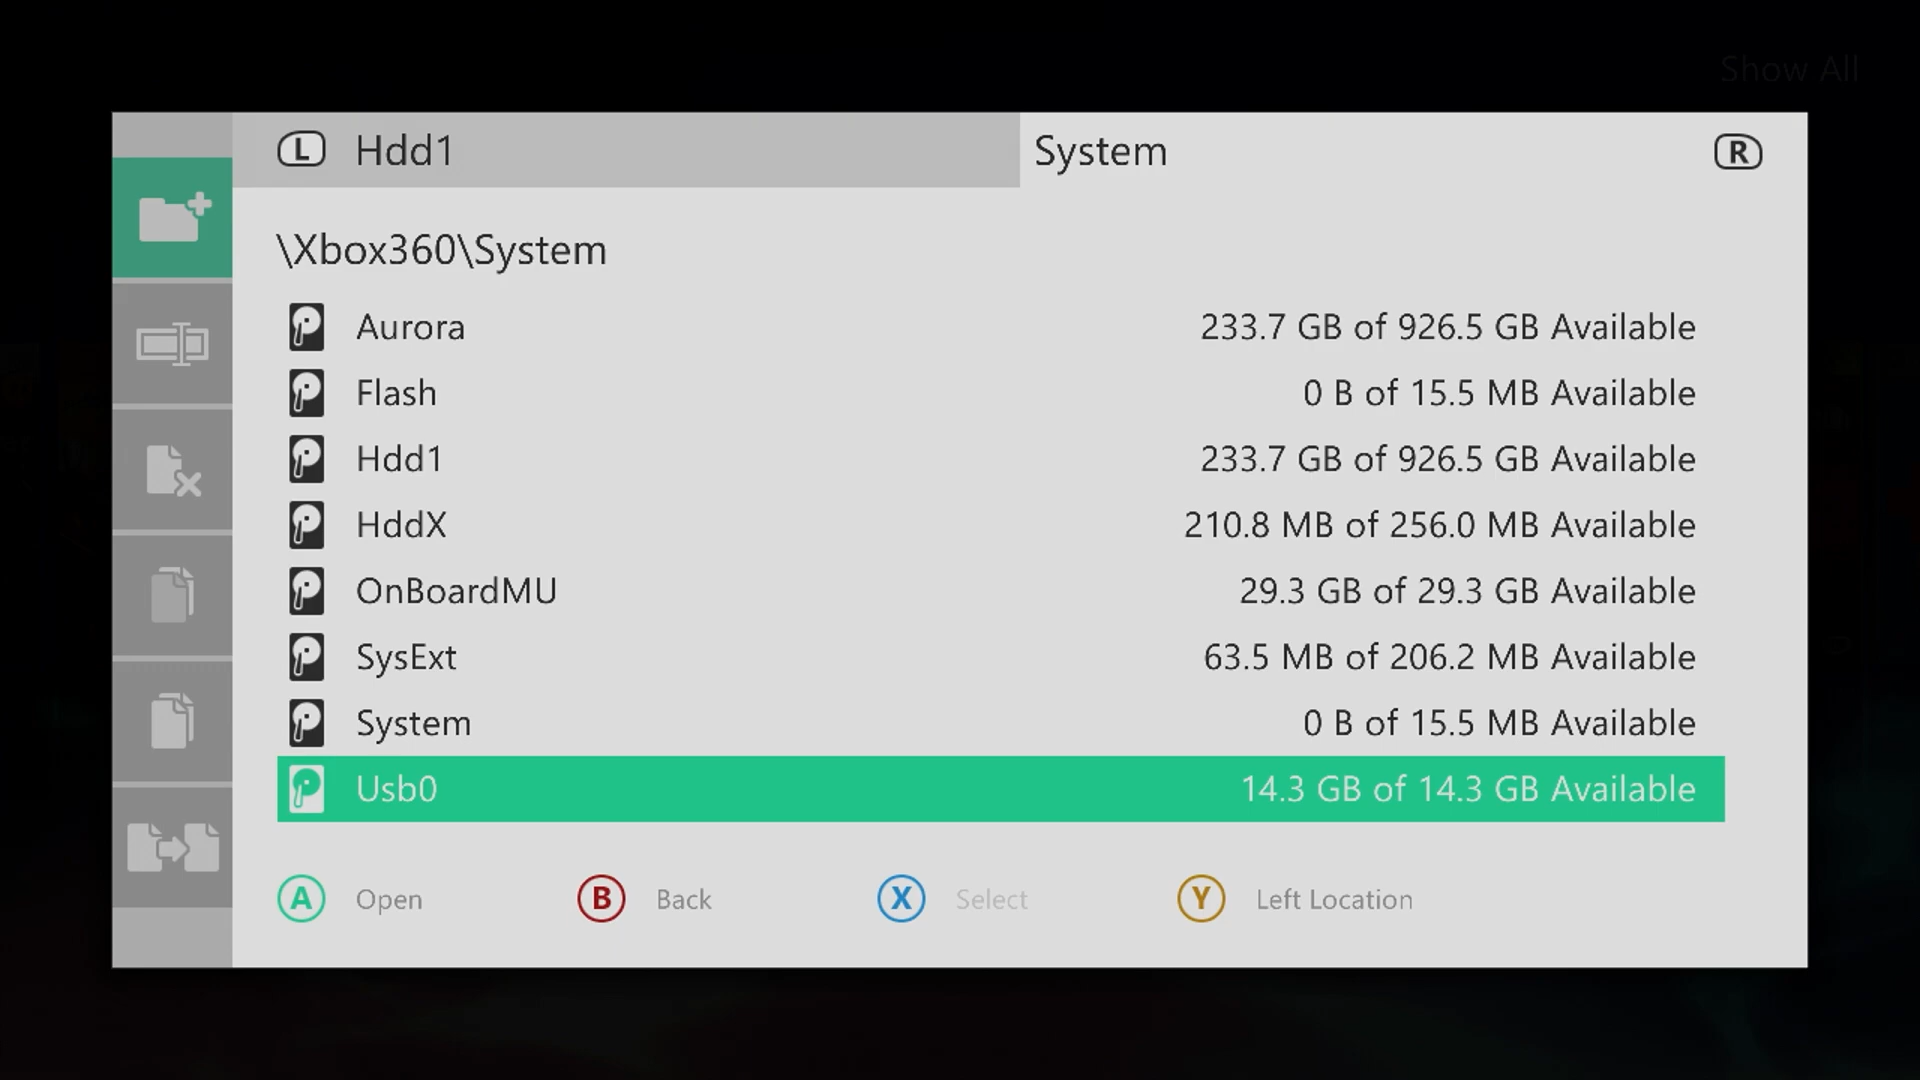 Show All
L Hdd1 System R
\Xbox360\System
Aurora 233.7 GB of 926.5 GB Available
Flash 0 B of 15.5 MB Available
Hdd1 233.7 GB of 926.5 GB Available
HddX 210.8 MB of 256.0 MB Available
OnBoardMU 29.3 GB of 29.3 GB Available
SysExt 63.5 MB of 206.2 MB Available
System 0 B of 15.5 MB Available
Usb0 14.3 GB of 14.3 GB Available
A Open B Back X Select Y Left Location